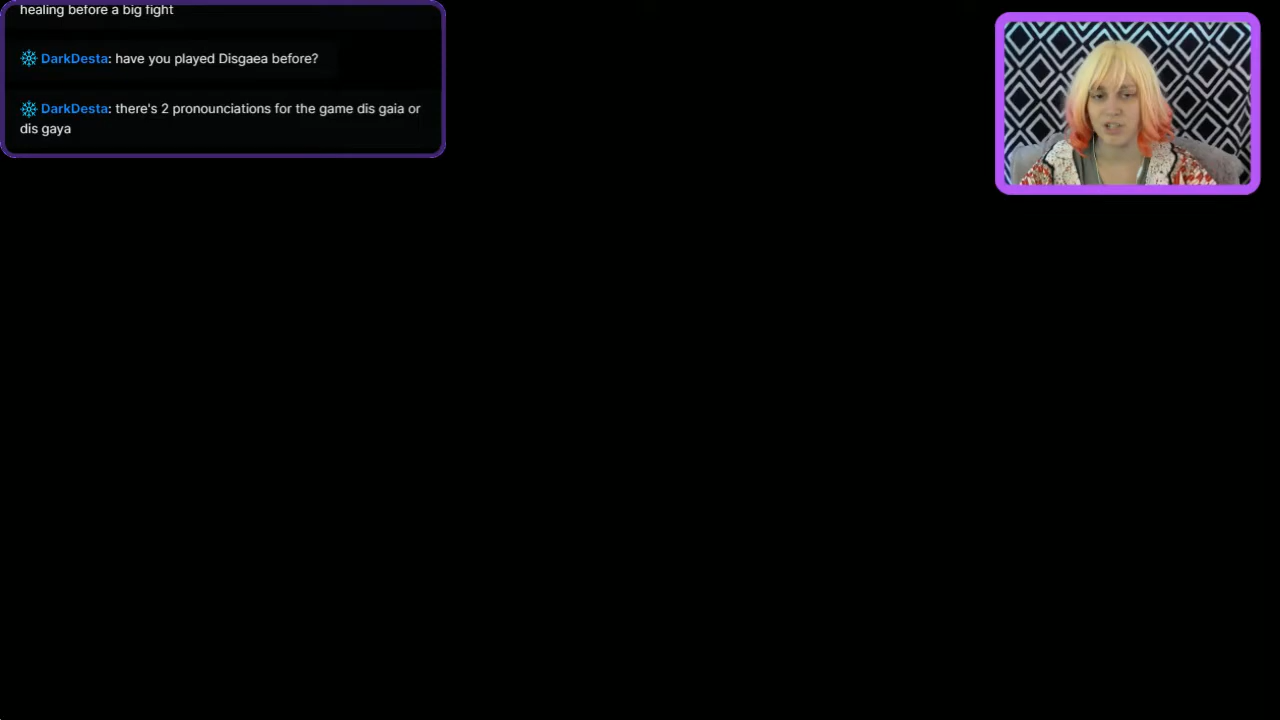 healing before a big fight
DarkDesta: have you played Disgaea before?
DarkDesta: there's 2 pronounciations for the game dis gaia or
dis gaya